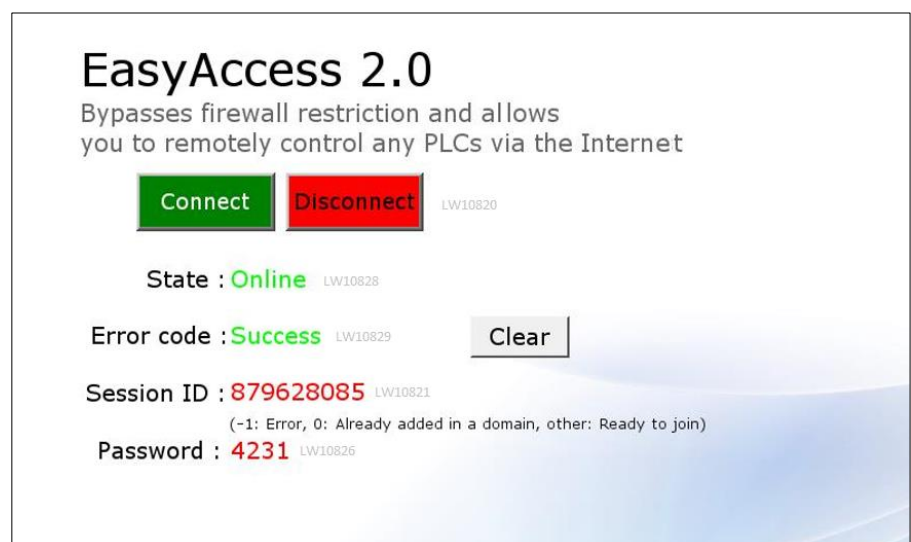 EasyAccess 2.0
Bypasses firewall restriction and allows
you to remotely control any PLCs via the Internet
Connect Disconnect LW10820
State : Online LW10828
Error code : Success LW10829 Clear
Session ID : 879628085 LW10821
(-1: Error, 0: Already added in a domain, other: Ready to join)
Password : 4231 LW10826